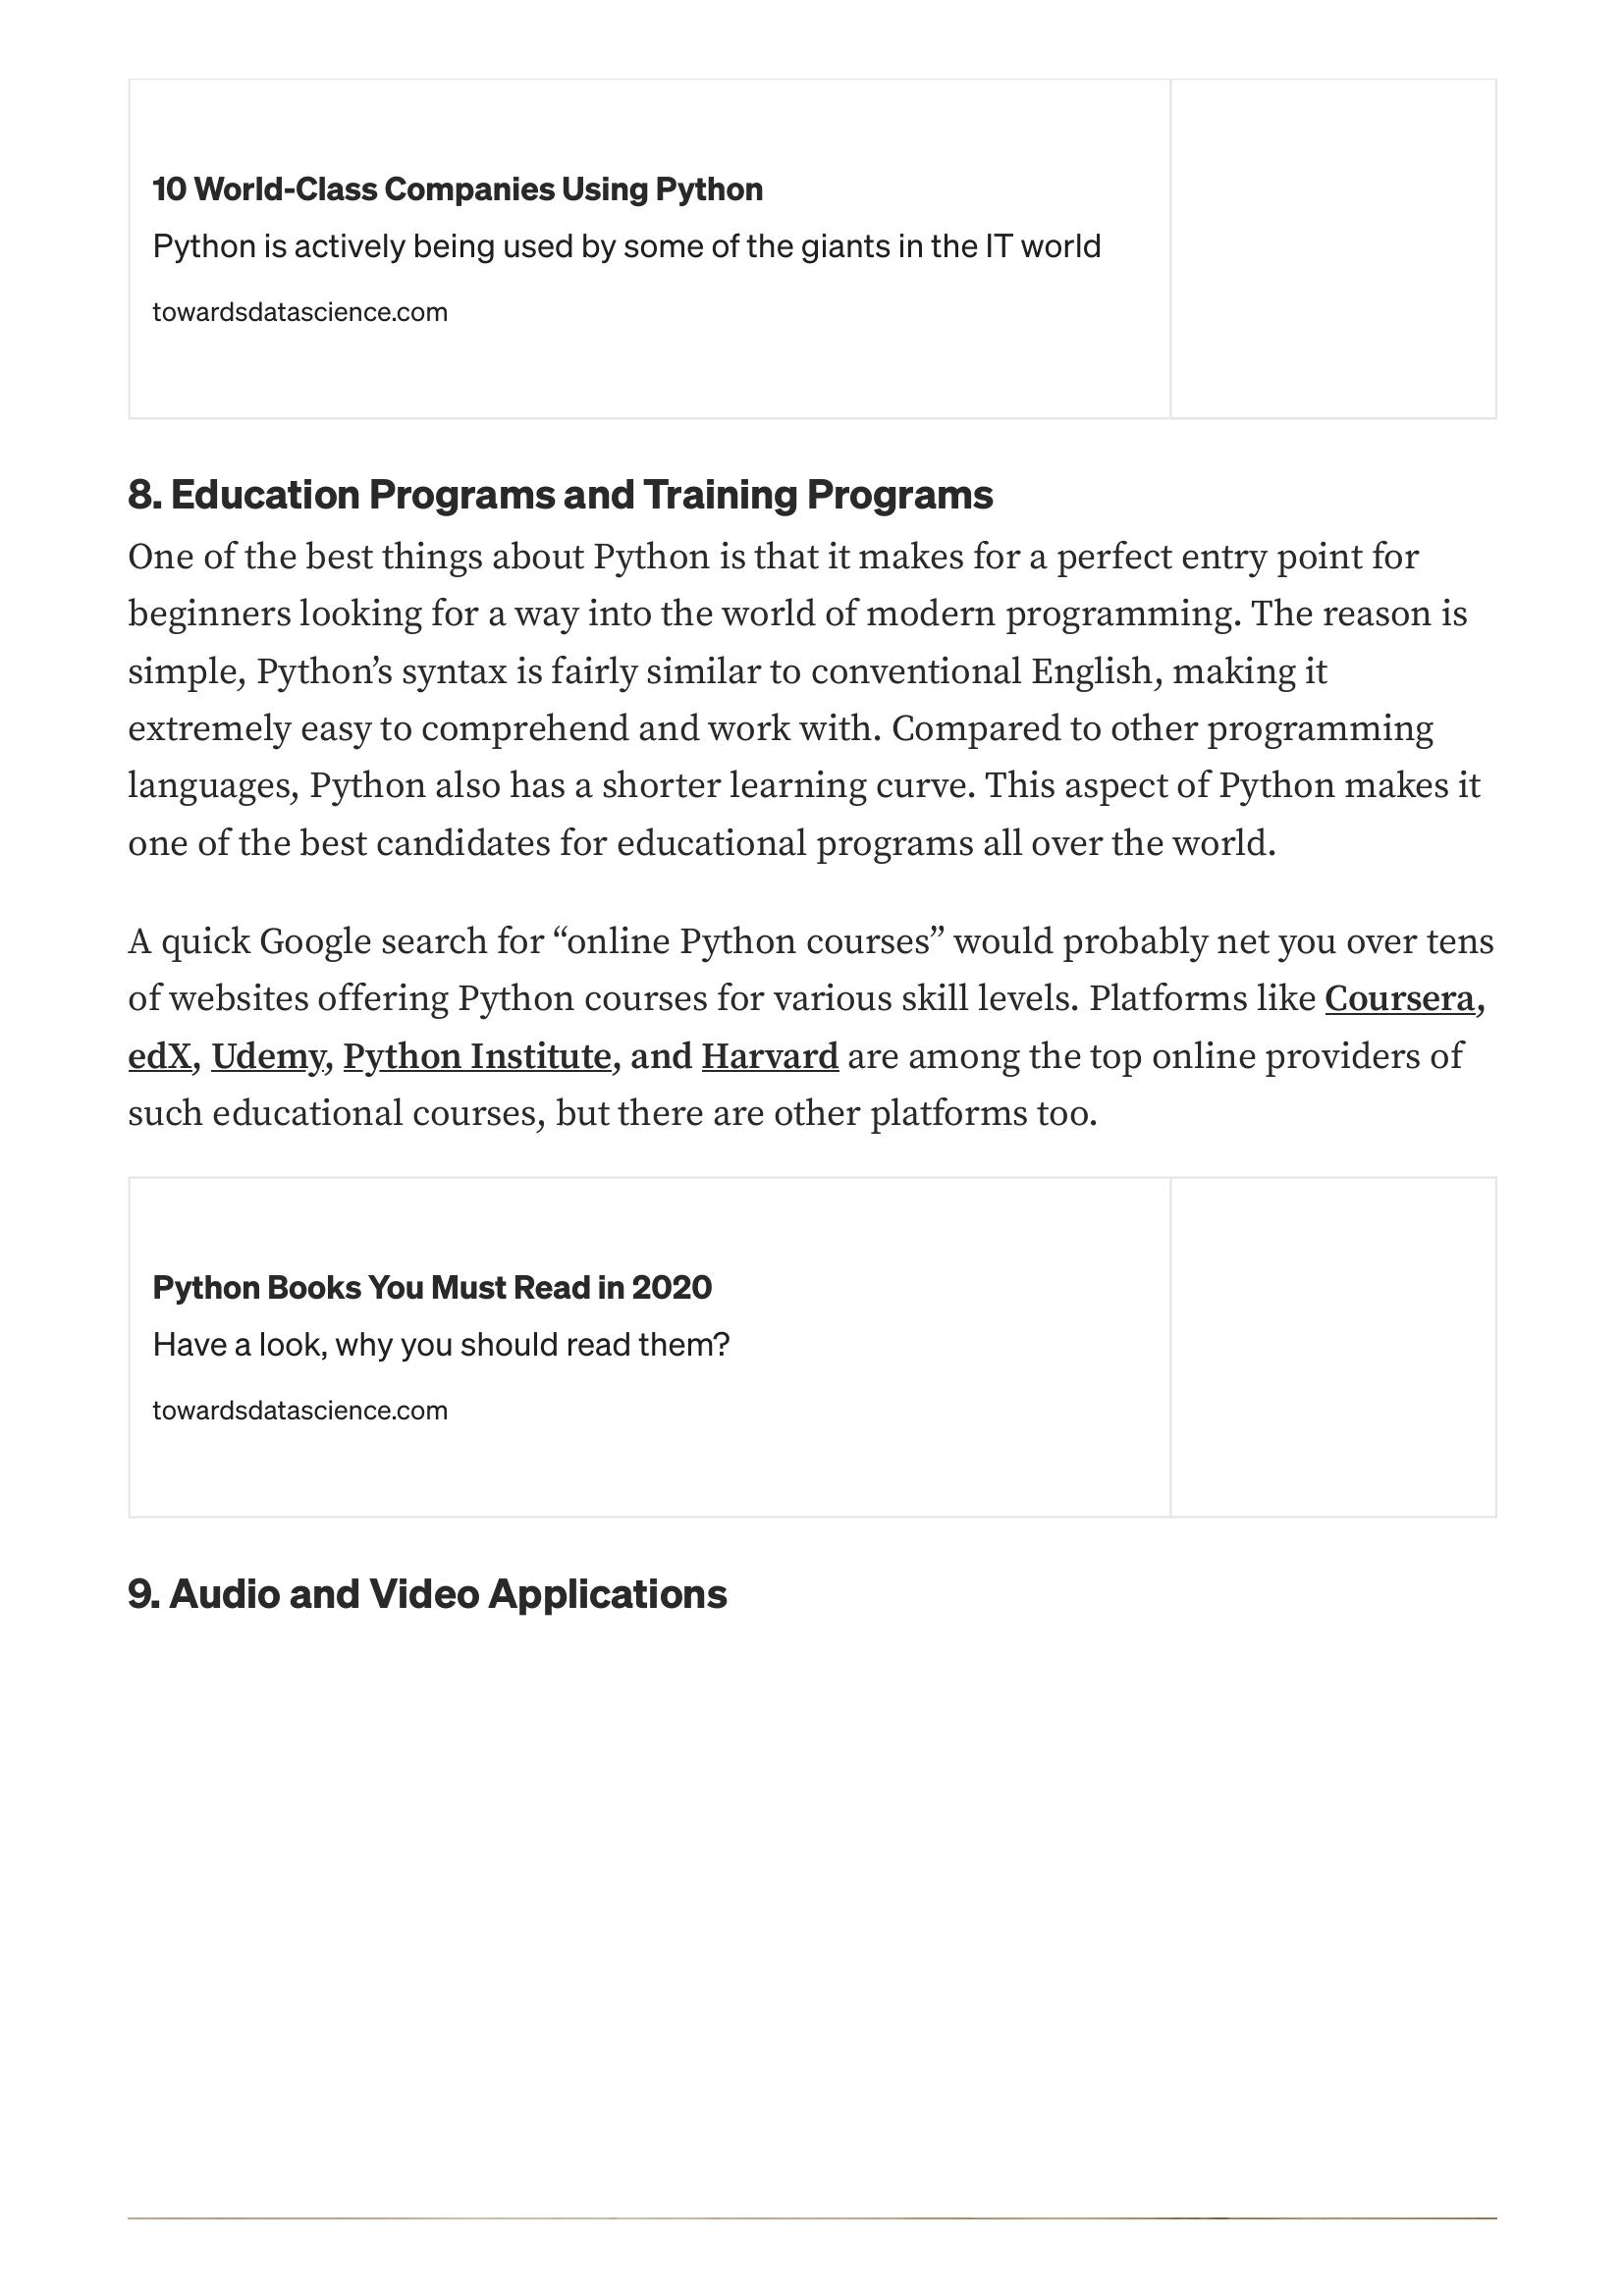 10 World-Class Companies Using Python
Python is actively being used by some of the giants in the IT world
towardsdatascience.com
8. Education Programs and Training Programs
One of the best things about Python is that it makes for a perfect entry point for
beginners looking for a way into the world of modern programming. The reason is
simple, Python’s syntax is fairly similar to conventional English, making it
extremely easy to comprehend and work with. Compared to other programming
languages, Python also has a shorter learning curve. This aspect of Python makes it
one of the best candidates for educational programs all over the world.
A quick Google search for “online Python courses” would probably net you over tens
of websites offering Python courses for various skill levels. Platforms like Coursera,
edX, Udemy, Python Institute, and Harvard are among the top online providers of
such educational courses, but there are other platforms too.
Python Books You Must Read in 2020
Have a look, why you should read them?
towardsdatascience.com
9. Audio and Video Applications